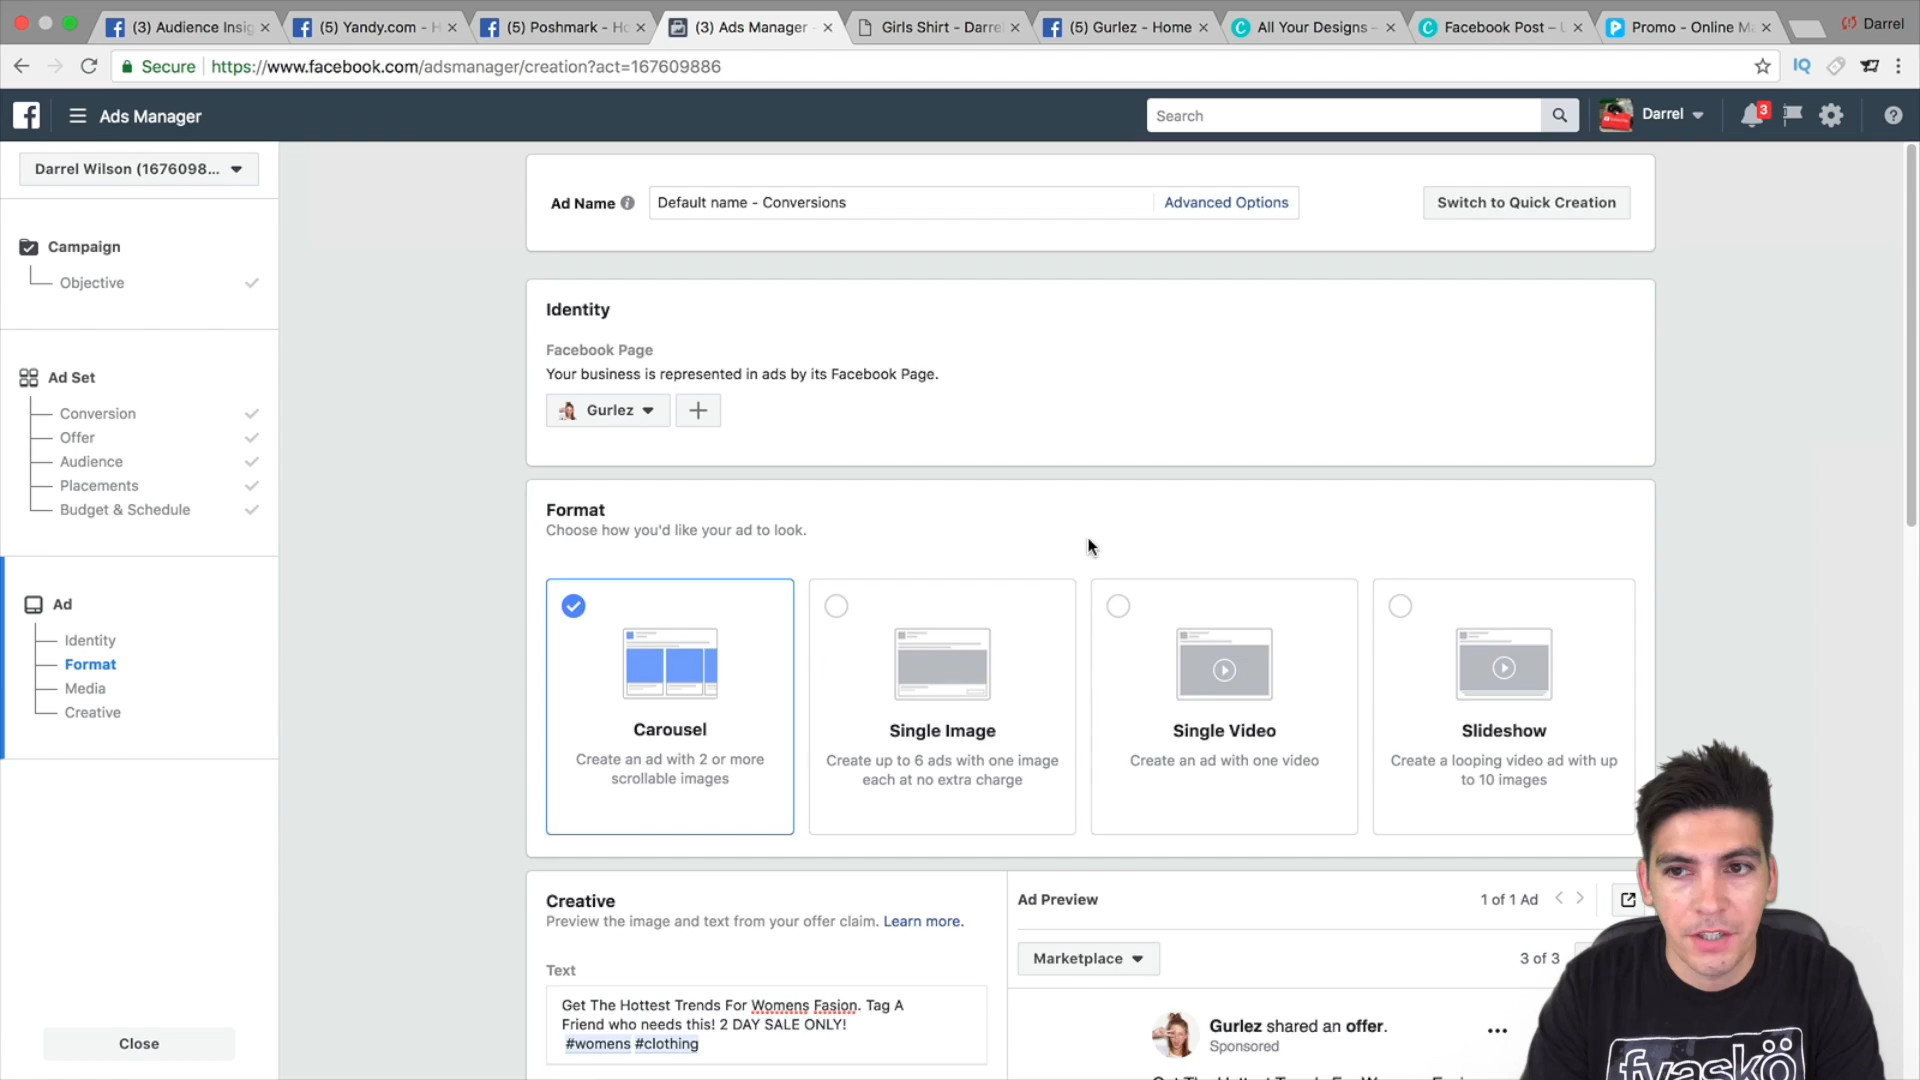 (3) Audience Insig
(5) Yandy.com - H
(5) Poshmark - Ho
(3) Ads Manager -
Girls Shirt - Darrel
(5) Gurlez - Home
All Your Designs -
Facebook Post – U
Promo - Online Ma
Darrel
Secure
https://www.facebook.com/adsmanager/creation?act=167609886
IQ
Ads Manager
Search
Darrel
3
Darrel Wilson (1676098...
Campaign
Objective
Ad Set
Conversion
Offer
Audience
Placements
Budget & Schedule
Ad
Identity
Format
Media
Creative
Close
Ad Name
Default name - Conversions
Advanced Options
Switch to Quick Creation
Identity
Facebook Page
Your business is represented in ads by its Facebook Page.
Gurlez
Format
Choose how you'd like your ad to look.
Carousel
Create an ad with 2 or more
scrollable images
Single Image
Create up to 6 ads with one image
each at no extra charge
Single Video
Create an ad with one video
Slideshow
Create a looping video ad with up
to 10 images
Creative
Preview the image and text from your offer claim. Learn more.
Text
Get The Hottest Trends For Womens Fasion. Tag A
Friend who needs this! 2 DAY SALE ONLY!
#womens #clothing
Ad Preview
1 of 1 Ad
Marketplace
3 of 3
Gurlez shared an offer.
Sponsored
fyaskö